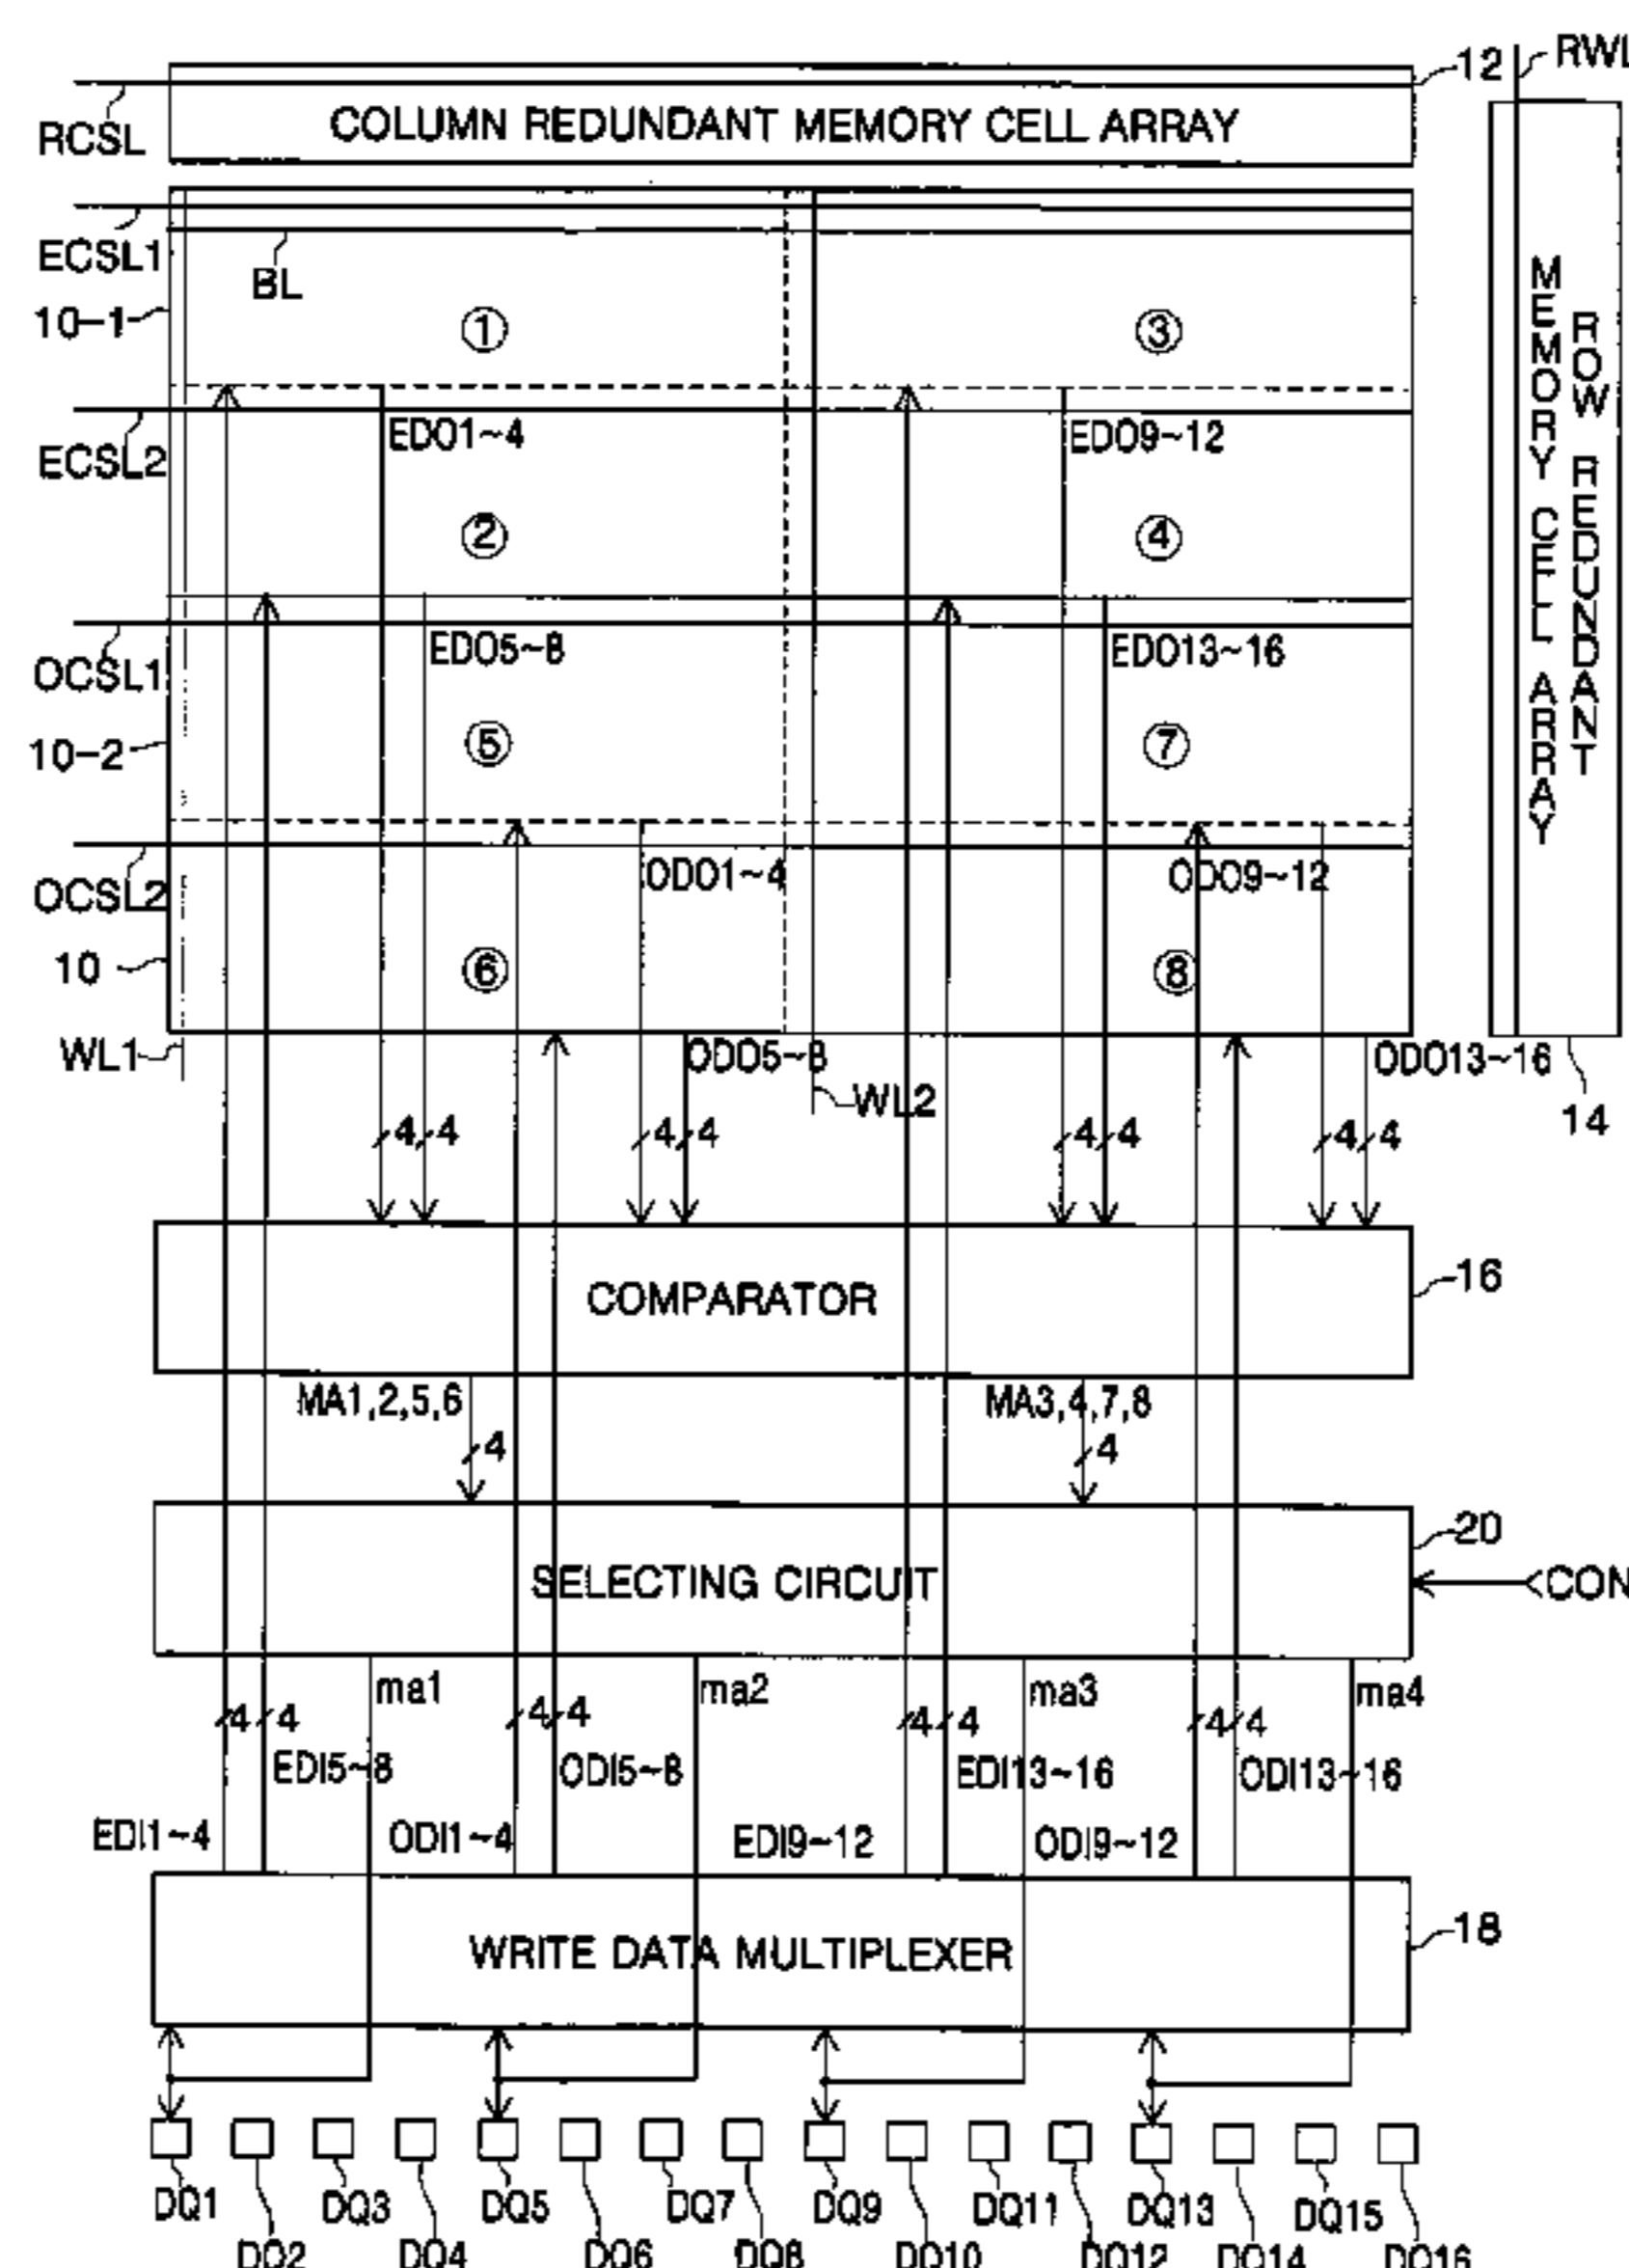 12
RWL
RCSL
COLUMN REDUNDANT MEMORY CELL ARRAY
ECSL1
BL
10-1
①
③
MEMORY CELL ARRAY
ROW REDUNDANT
EDO1~4
EDO9~12
ECSL2
②
④
EDO5~8
EDO13~16
OCSL1
10-2
⑤
⑦
ODO1~4
ODO9~12
OCSL2
10
⑥
⑧
WL1
ODO5~8
ODO13~16
WL2
14
4 4 4 4 4 4 4 4
16
COMPARATOR
MA1,2,5,6
MA3,4,7,8
4
4
20
SELECTING CIRCUIT
CON
ma1
ma2
ma3
ma4
4 4 4 4 4 4 4 4
EDI5~8
ODI5~8
EDI13~16
ODI13~16
EDI1~4
ODI1~4
EDI9~12
ODI9~12
18
WRITE DATA MULTIPLEXER
DQ1
DQ3
DQ5
DQ7
DQ9
DQ11
DQ13
DQ15
DQ2
DQ4
DQ6
DQ8
DQ10
DQ12
DQ14
DQ16